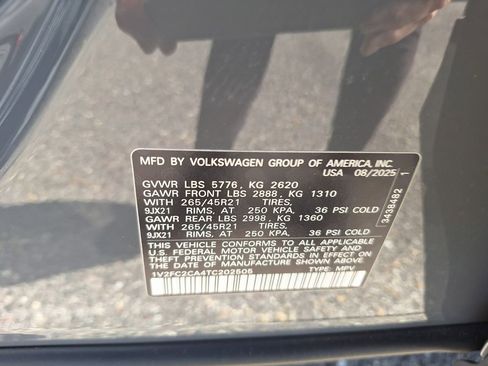 MFD BY VOLKSWAGEN GROUP OF AMERICA, INC.
USA 08/2025
GVWR LBS 5776, KG 2620
GAWR FRONT LBS 2888, KG 1310
WITH 265/45R21 TIRES,
9JX21 RIMS, AT 250 KPA, 36 PSI COLD
GAWR REAR LBS 2998, KG 1360
WITH 265/45R21 TIRES,
9JX21 RIMS, AT 250 KPA, 36 PSI COLD
THIS VEHICLE CONFORMS TO ALL APPLICABLE
U.S. FEDERAL MOTOR VEHICLE SAFETY AND
THEFT PREVENTION STANDARDS IN EFFECT ON
THE DATE OF MANUFACTURE SHOWN ABOVE.
1V2FC2CA4TC202606 TYPE: MPV
3438482 1